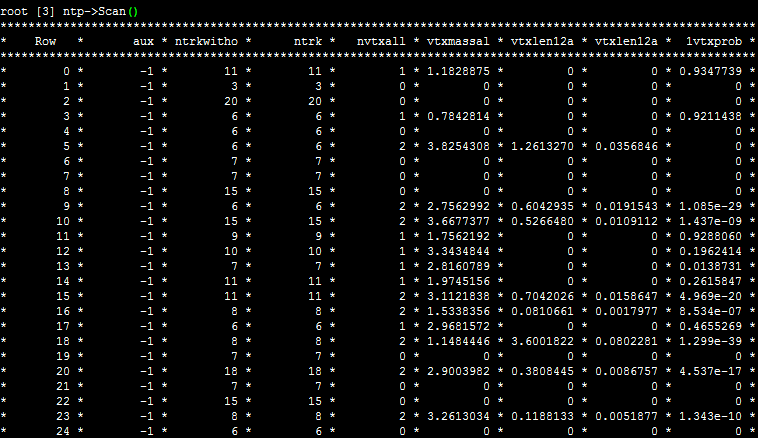 root [3] ntp->Scan()
************************************************************************************************************
*    Row   *       aux * ntrkwitho *      ntrk *   nvtxall * vtxmassal * vtxlen12a * vtxlen12a * 1vtxprob *
************************************************************************************************************
*        0 *        -1 *        11 *        11 *         1 * 1.1828875 *         0 *         0 * 0.9347739 *
*        1 *        -1 *         3 *         3 *         0 *         0 *         0 *         0 *         0 *
*        2 *        -1 *        20 *        20 *         0 *         0 *         0 *         0 *         0 *
*        3 *        -1 *         6 *         6 *         1 * 0.7842814 *         0 *         0 * 0.9211438 *
*        4 *        -1 *         6 *         6 *         0 *         0 *         0 *         0 *         0 *
*        5 *        -1 *         6 *         6 *         2 * 3.8254308 * 1.2613270 * 0.0356846 *         0 *
*        6 *        -1 *         7 *         7 *         0 *         0 *         0 *         0 *         0 *
*        7 *        -1 *         7 *         7 *         0 *         0 *         0 *         0 *         0 *
*        8 *        -1 *        15 *        15 *         0 *         0 *         0 *         0 *         0 *
*        9 *        -1 *         6 *         6 *         2 * 2.7562992 * 0.6042935 * 0.0191543 * 1.085e-29 *
*       10 *        -1 *        15 *        15 *         2 * 3.6677377 * 0.5266480 * 0.0109112 * 1.437e-09 *
*       11 *        -1 *         9 *         9 *         1 * 1.7562192 *         0 *         0 * 0.9288060 *
*       12 *        -1 *        10 *        10 *         1 * 3.3434844 *         0 *         0 * 0.1962414 *
*       13 *        -1 *         7 *         7 *         1 * 2.8160789 *         0 *         0 * 0.0138731 *
*       14 *        -1 *        11 *        11 *         1 * 1.9745156 *         0 *         0 * 0.2615847 *
*       15 *        -1 *        11 *        11 *         2 * 3.1121838 * 0.7042026 * 0.0158647 * 4.969e-20 *
*       16 *        -1 *         8 *         8 *         2 * 1.5338356 * 0.0810661 * 0.0017977 * 8.534e-07 *
*       17 *        -1 *         6 *         6 *         1 * 2.9681572 *         0 *         0 * 0.4655269 *
*       18 *        -1 *         8 *         8 *         2 * 1.1484446 * 3.6001822 * 0.0802281 * 1.299e-39 *
*       19 *        -1 *         7 *         7 *         0 *         0 *         0 *         0 *         0 *
*       20 *        -1 *        18 *        18 *         2 * 2.9003982 * 0.3808445 * 0.0086757 * 4.537e-17 *
*       21 *        -1 *         7 *         7 *         0 *         0 *         0 *         0 *         0 *
*       22 *        -1 *        15 *        15 *         0 *         0 *         0 *         0 *         0 *
*       23 *        -1 *         8 *         8 *         2 * 3.2613034 * 0.1188133 * 0.0051877 * 1.343e-10 *
*       24 *        -1 *         6 *         6 *         0 *         0 *         0 *         0 *         0 *